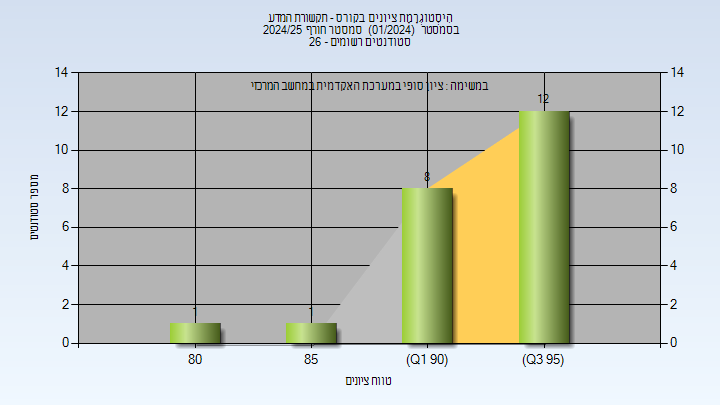 היסטוגרמת ציונים בקורס - תקשורת המדע
בסמסטר (01/2024) סמסטר חורף 2024/25
סטודנטים רשומים - 26
במשימה : ציון סופי במערכת האקדמית במחשב המרכזי
מספר סטודנטים
14 14
12 12
10 10
8 8
6 6
4 4
2 2
0 0
1 1 8 12
80 85 (Q1 90) (Q3 95)
טווח ציונים